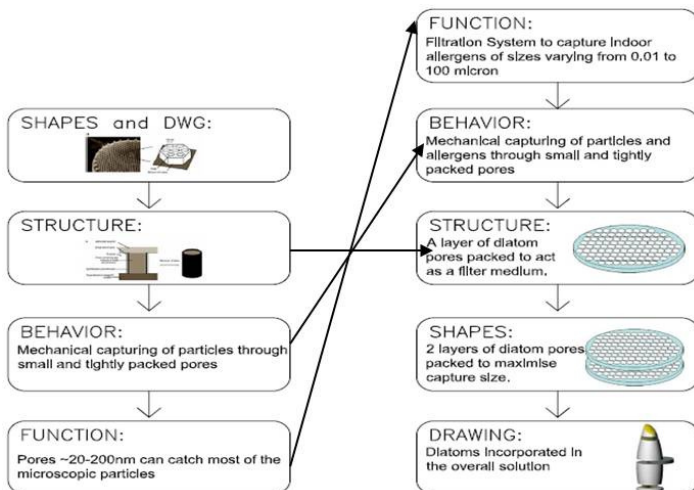 SHAPES and DWG:
STRUCTURE:
BEHAVIOR:
Mechanical capturing of particles through
small and tightly packed pores
FUNCTION:
Pores ~20-200nm can catch most of the
microscopic particles
FUNCTION:
Filtration System to capture indoor
allergens of sizes varying from 0.01 to
100 micron
BEHAVIOR:
Mechanical capturing of particles and
allergens through small and tightly
packed pores
STRUCTURE:
A layer of diatom
pores packed to act
as a filter medium.
SHAPES:
2 layers of diatom pores
packed to maximise
capture size.
DRAWING:
Diatoms Incorporated in
the overall solution